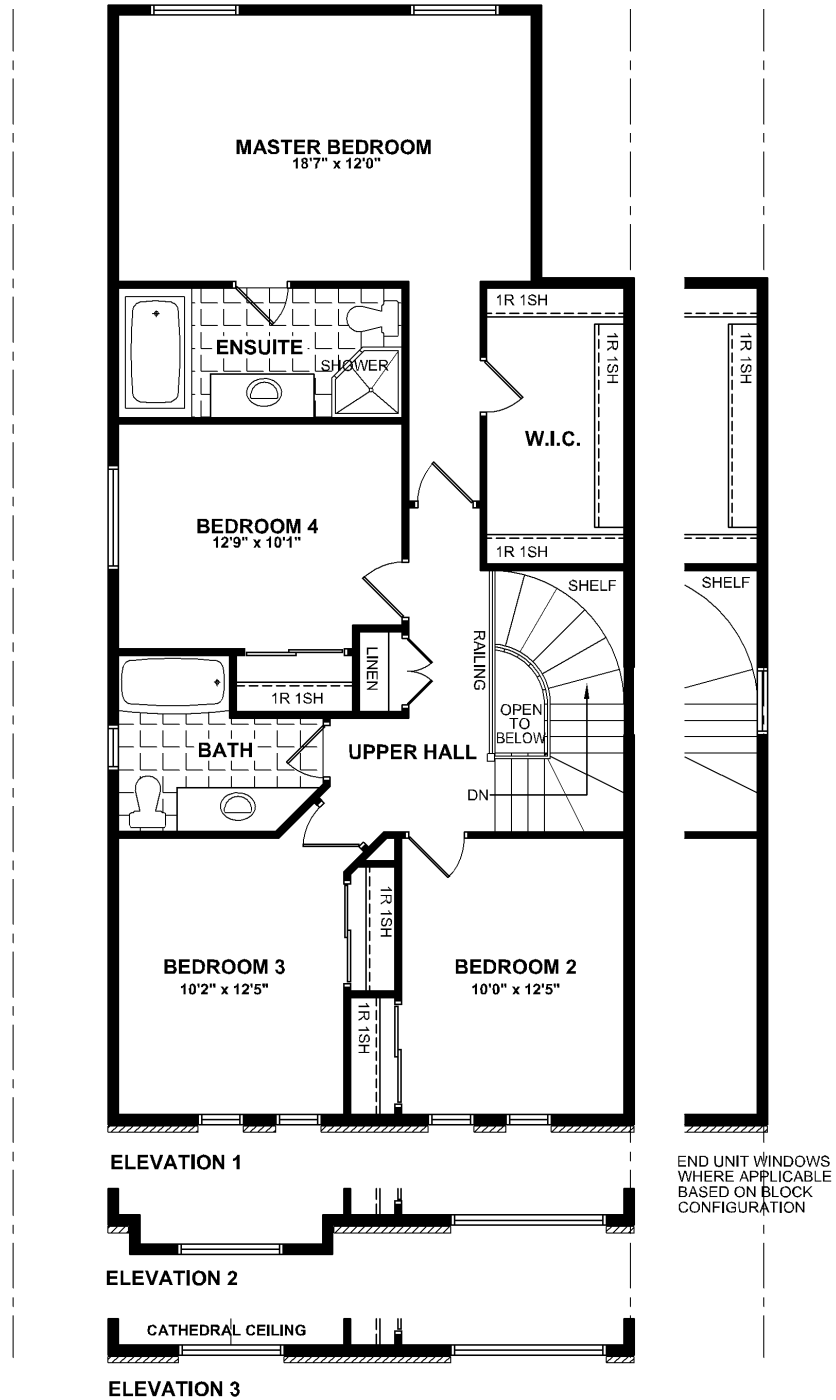 MASTER BEDROOM
18'7" x 12'0"
1R 1SH
ENSUITE
SHOWER
1R 1SH
1R 1SH
W.I.C.
BEDROOM 4
12'9" x 10'1"
1R 1SH
SHELF
SHELF
LINEN
RAILING
1R 1SH
OPEN
TO
BELOW
BATH
UPPER HALL
DN
1R 1SH
BEDROOM 3
10'2" x 12'5"
BEDROOM 2
10'0" x 12'5"
1R 1SH
ELEVATION 1
END UNIT WINDOWS
WHERE APPLICABLE
BASED ON BLOCK
CONFIGURATION
ELEVATION 2
CATHEDRAL CEILING
ELEVATION 3